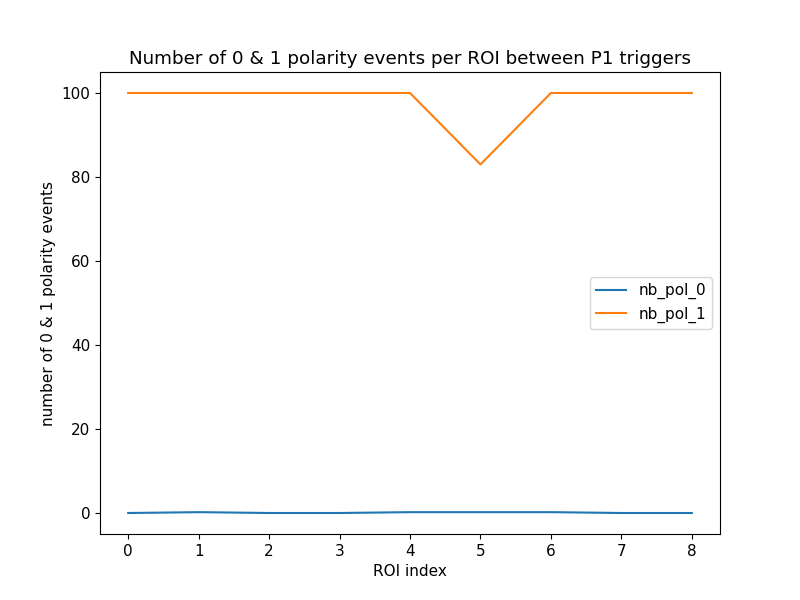 Number of 0 & 1 polarity events per ROI between P1 triggers
100
80
60
40
20
0
number of 0 & 1 polarity events
nb_pol_0
nb_pol_1
0 1 2 3 4 5 6 7 8
ROI index